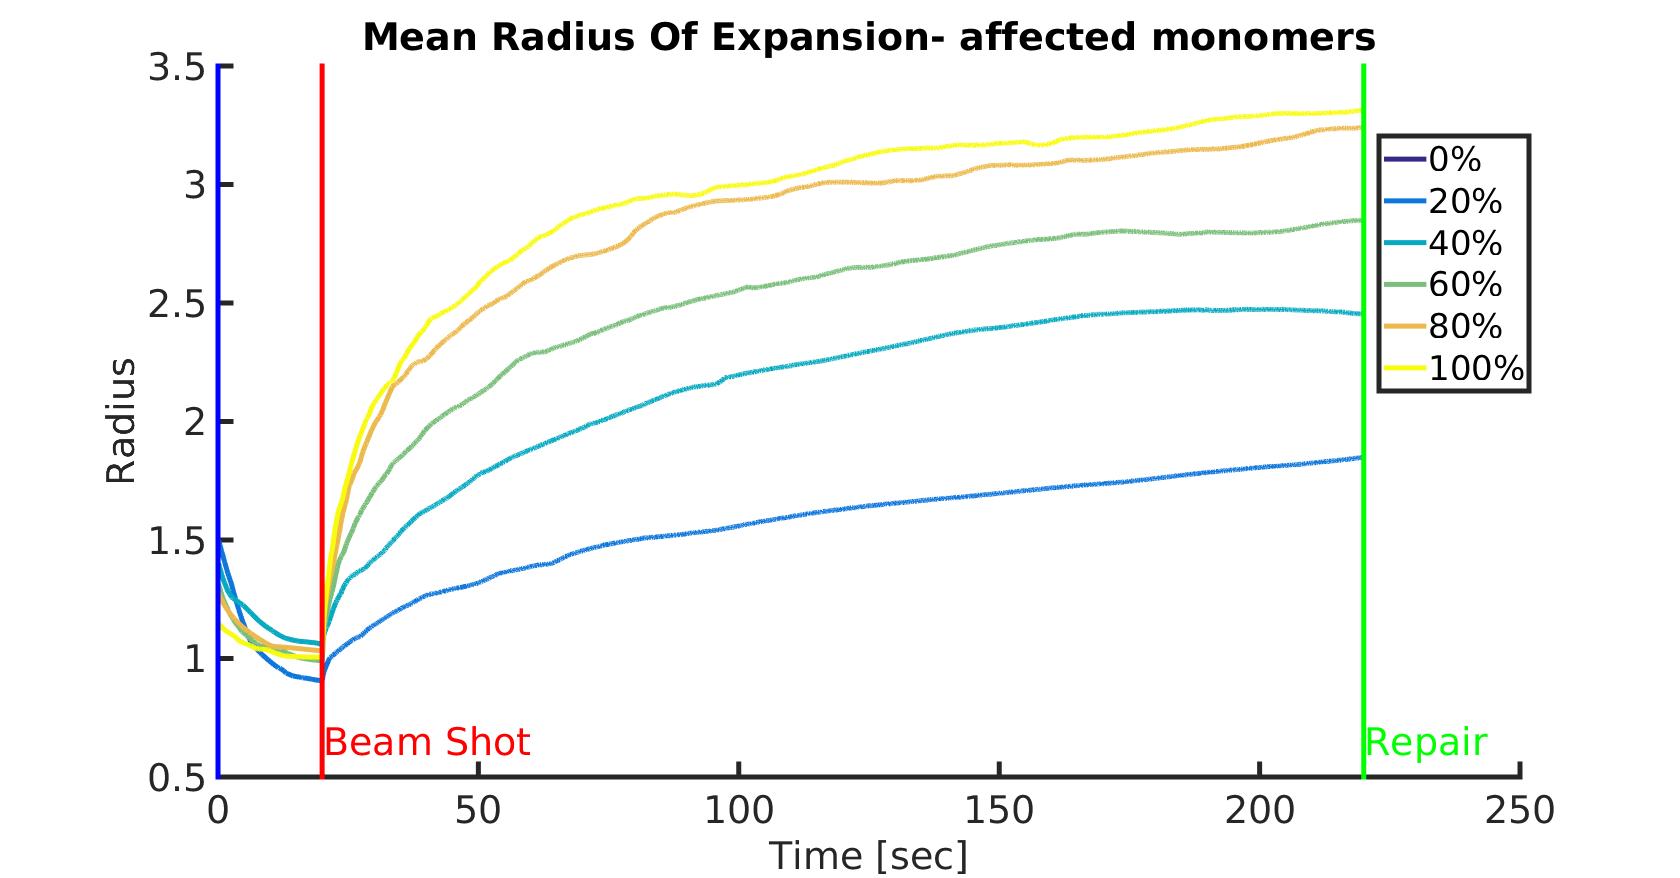 Mean Radius Of Expansion- affected monomers
3.5
3
2.5
2
1.5
1
0.5
Radius
0%
20%
40%
60%
80%
100%
Beam Shot
Repair
0 50 100 150 200 250
Time [sec]